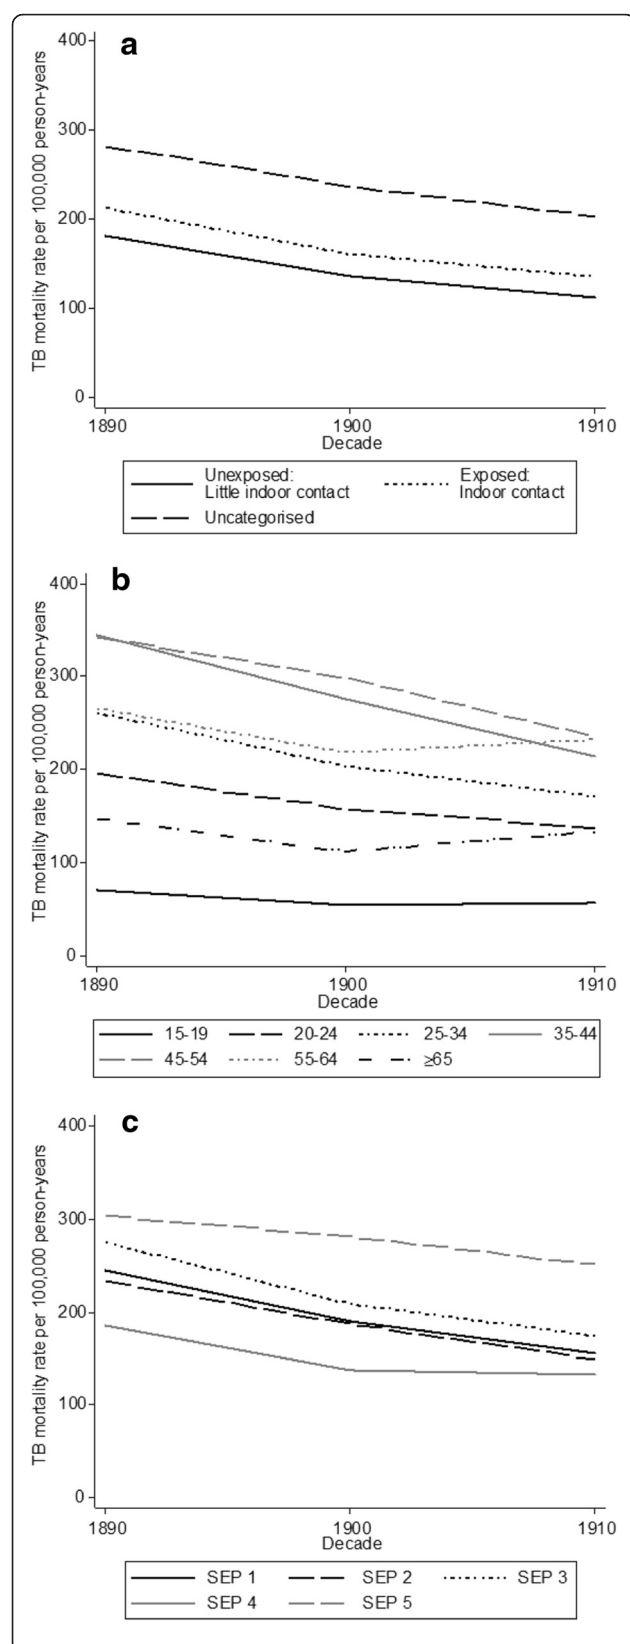 a
TB mortality rate per 100,000 person-years
400
300
200
100
0
1890 1900 1910
Decade
Unexposed: Exposed:
Little indoor contact Indoor contact
Uncategorised
b
TB mortality rate per 100,000 person-years
400
300
200
100
0
1890 1900 1910
Decade
15-19 20-24 25-34 35-44
45-54 55-64 ≥65
c
TB mortality rate per 100,000 person-years
400
300
200
100
0
1890 1900 1910
Decade
SEP 1 SEP 2 SEP 3
SEP 4 SEP 5